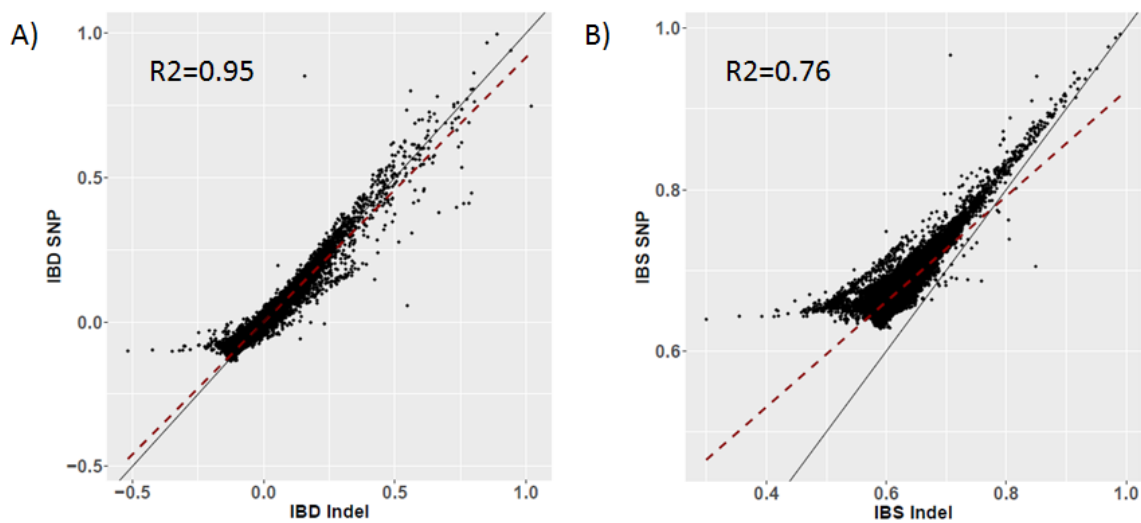 A)
R2=0.95
1.0
0.5
0.0
−0.5
IBD SNP
−0.5 0.0 0.5 1.0
IBD Indel
B)
R2=0.76
1.0
0.8
0.6
IBS SNP
0.4 0.6 0.8 1.0
IBS Indel